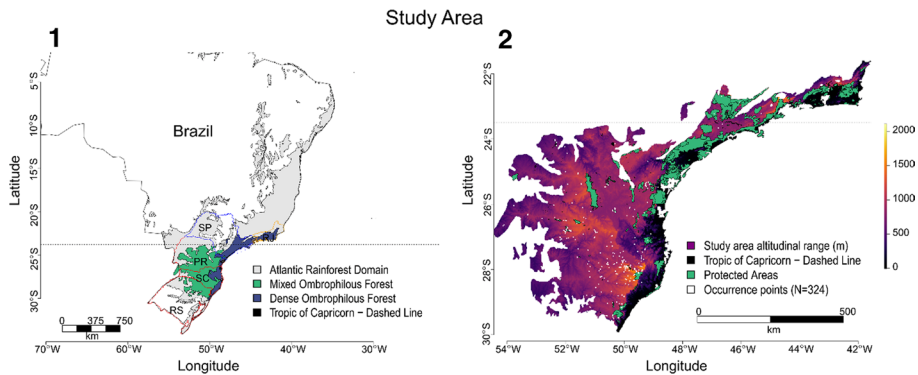 Study Area
1
Brazil
SP
RJ
PR
SC
RS
Latitude
5°S
10°S
15°S
20°S
25°S
30°S
Atlantic Rainforest Domain
Mixed Ombrophilous Forest
Dense Ombrophilous Forest
Tropic of Capricorn − Dashed Line
0 375 750
km
70°W 60°W 50°W 40°W 30°W
Longitude
2
Latitude
22°S
24°S
26°S
28°S
30°S
2000
1500
1000
500
0
Study area altitudinal range (m)
Tropic of Capricorn − Dashed Line
Protected Areas
Occurrence points (N=324)
0 500
km
54°W 52°W 50°W 48°W 46°W 44°W 42°W
Longitude